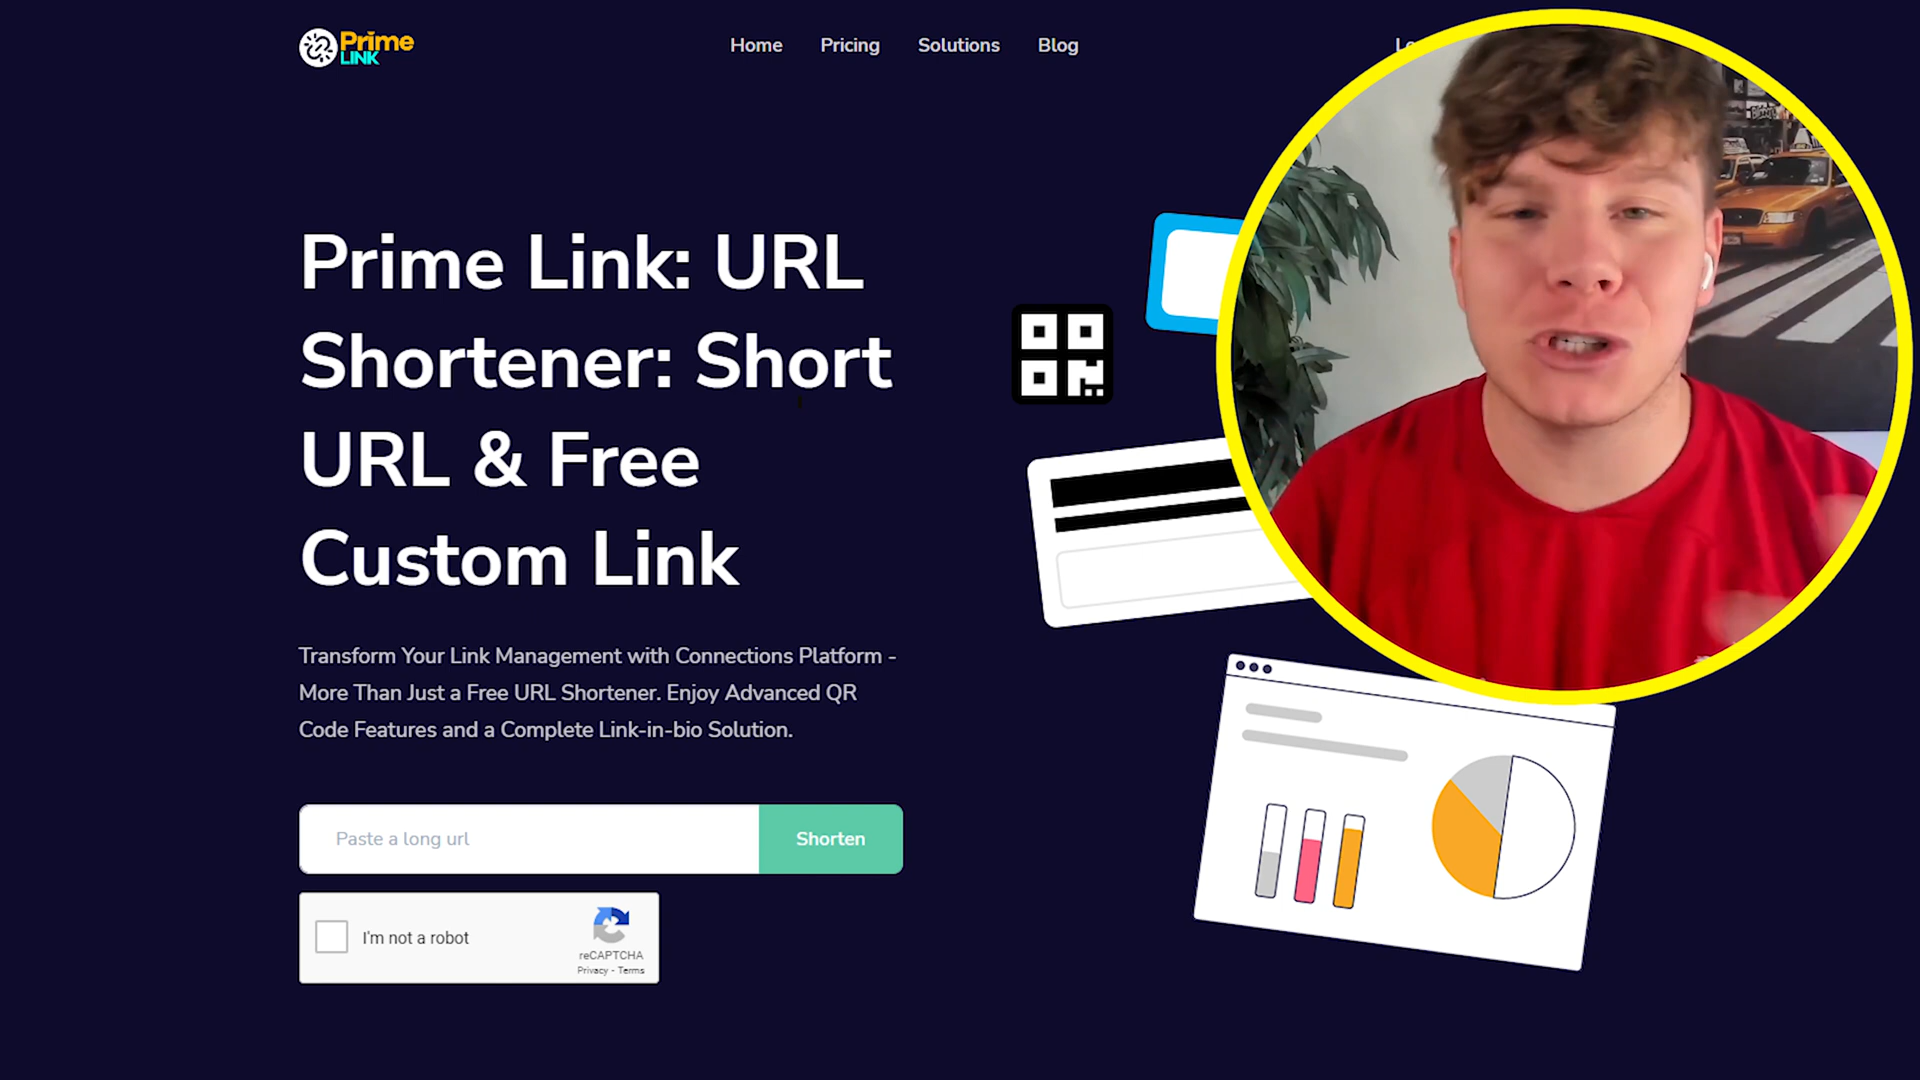 Prime
LINK
Home
Pricing
Solutions
Blog
Prime Link: URL
Shortener: Short
URL & Free
Custom Link
Transform Your Link Management with Connections Platform -
More Than Just a Free URL Shortener. Enjoy Advanced QR
Code Features and a Complete Link-in-bio Solution.
Paste a long url
Shorten
I'm not a robot
reCAPTCHA
Privacy - Terms